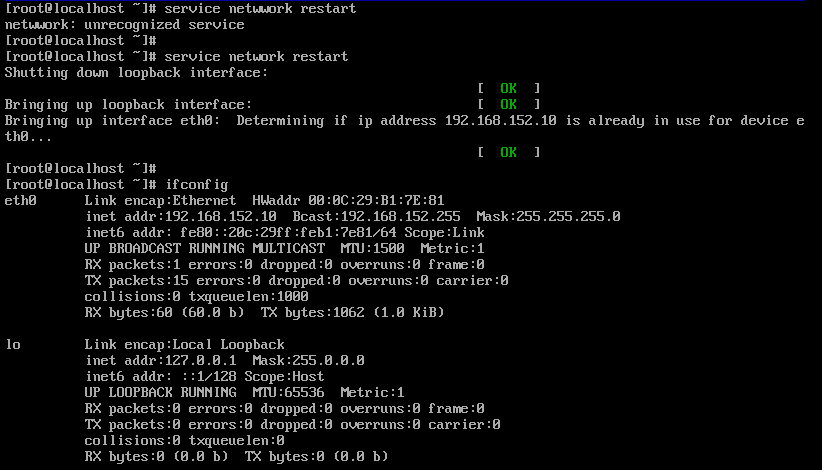 [root@localhost ~]# service netwwork restart
netwwork: unrecognized service
[root@localhost ~]#
[root@localhost ~]# service network restart
Shutting down loopback interface:
[  OK  ]
Bringing up loopback interface:                            [  OK  ]
Bringing up interface eth0:  Determining if ip address 192.168.152.10 is already in use for device e
th0...
[  OK  ]
[root@localhost ~]#
[root@localhost ~]# ifconfig
eth0      Link encap:Ethernet  HWaddr 00:0C:29:B1:7E:81
inet addr:192.168.152.10  Bcast:192.168.152.255  Mask:255.255.255.0
inet6 addr: fe80::20c:29ff:feb1:7e81/64 Scope:Link
UP BROADCAST RUNNING MULTICAST  MTU:1500  Metric:1
RX packets:1 errors:0 dropped:0 overruns:0 frame:0
TX packets:15 errors:0 dropped:0 overruns:0 carrier:0
collisions:0 txqueuelen:1000
RX bytes:60 (60.0 b)  TX bytes:1062 (1.0 KiB)
lo        Link encap:Local Loopback
inet addr:127.0.0.1  Mask:255.0.0.0
inet6 addr: ::1/128 Scope:Host
UP LOOPBACK RUNNING  MTU:65536  Metric:1
RX packets:0 errors:0 dropped:0 overruns:0 frame:0
TX packets:0 errors:0 dropped:0 overruns:0 carrier:0
collisions:0 txqueuelen:0
RX bytes:0 (0.0 b)  TX bytes:0 (0.0 b)